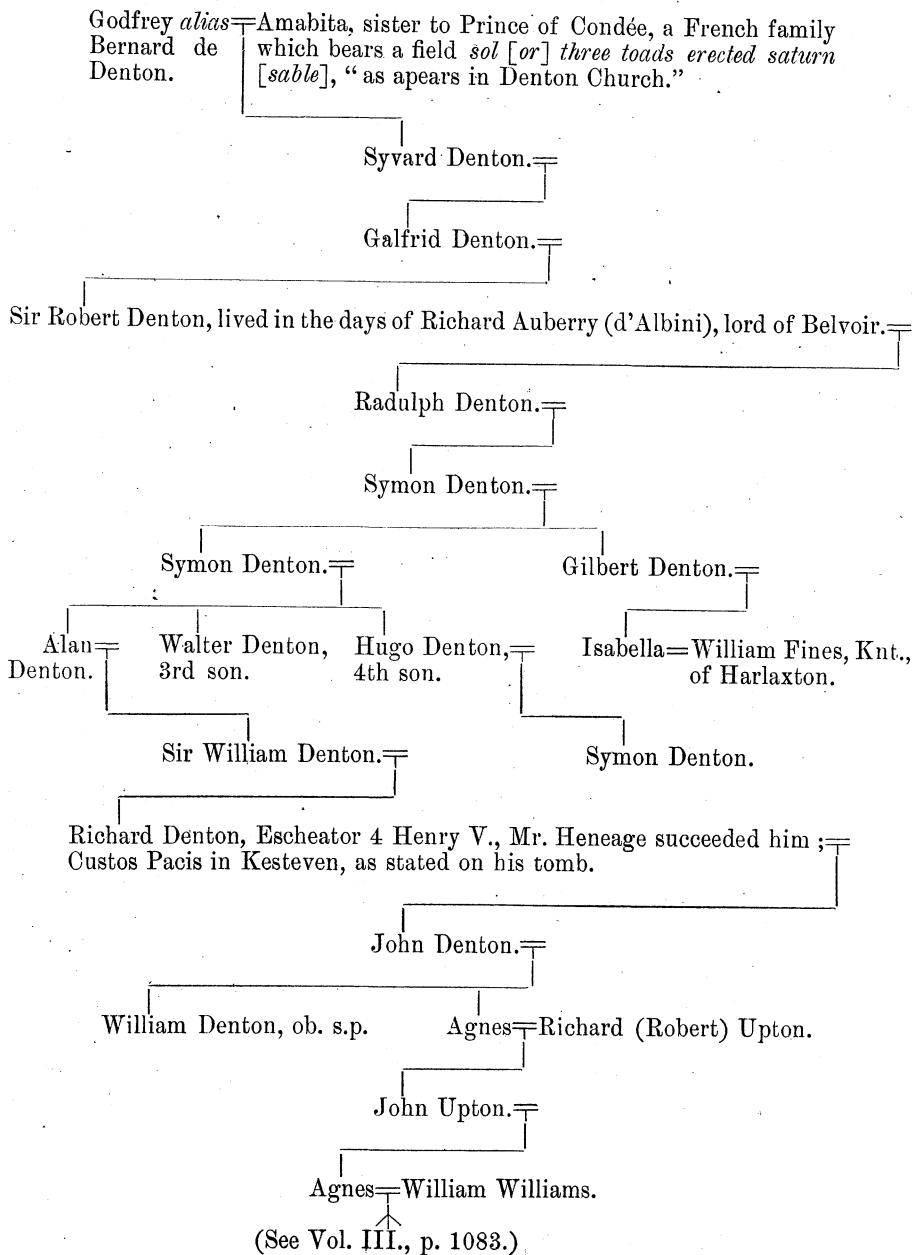 Godfrey alias=Amabita, sister to Prince of Condée, a French family
Bernard de which bears a field sol [or] three toads erected saturn
Denton. [sable], “as apears in Denton Church.”
Syvard Denton.=
Galfrid Denton.=
Sir Robert Denton, lived in the days of Richard Auberry (d'Albini), lord of Belvoir.=
Radulph Denton.=
Symon Denton.=
Symon Denton.= Gilbert Denton.=
Alan= Walter Denton, Hugo Denton,= Isabella=William Fines, Knt.,
Denton. 3rd son. 4th son. of Harlaxton.
Sir William Denton.= Symon Denton.
Richard Denton, Escheator 4 Henry V., Mr. Heneage succeeded him ;=
Custos Pacis in Kesteven, as stated on his tomb.
John Denton.=
William Denton, ob. s.p. Agnes=Richard (Robert) Upton.
John Upton.=
Agnes=William Williams.
(See Vol. III., p. 1083.)